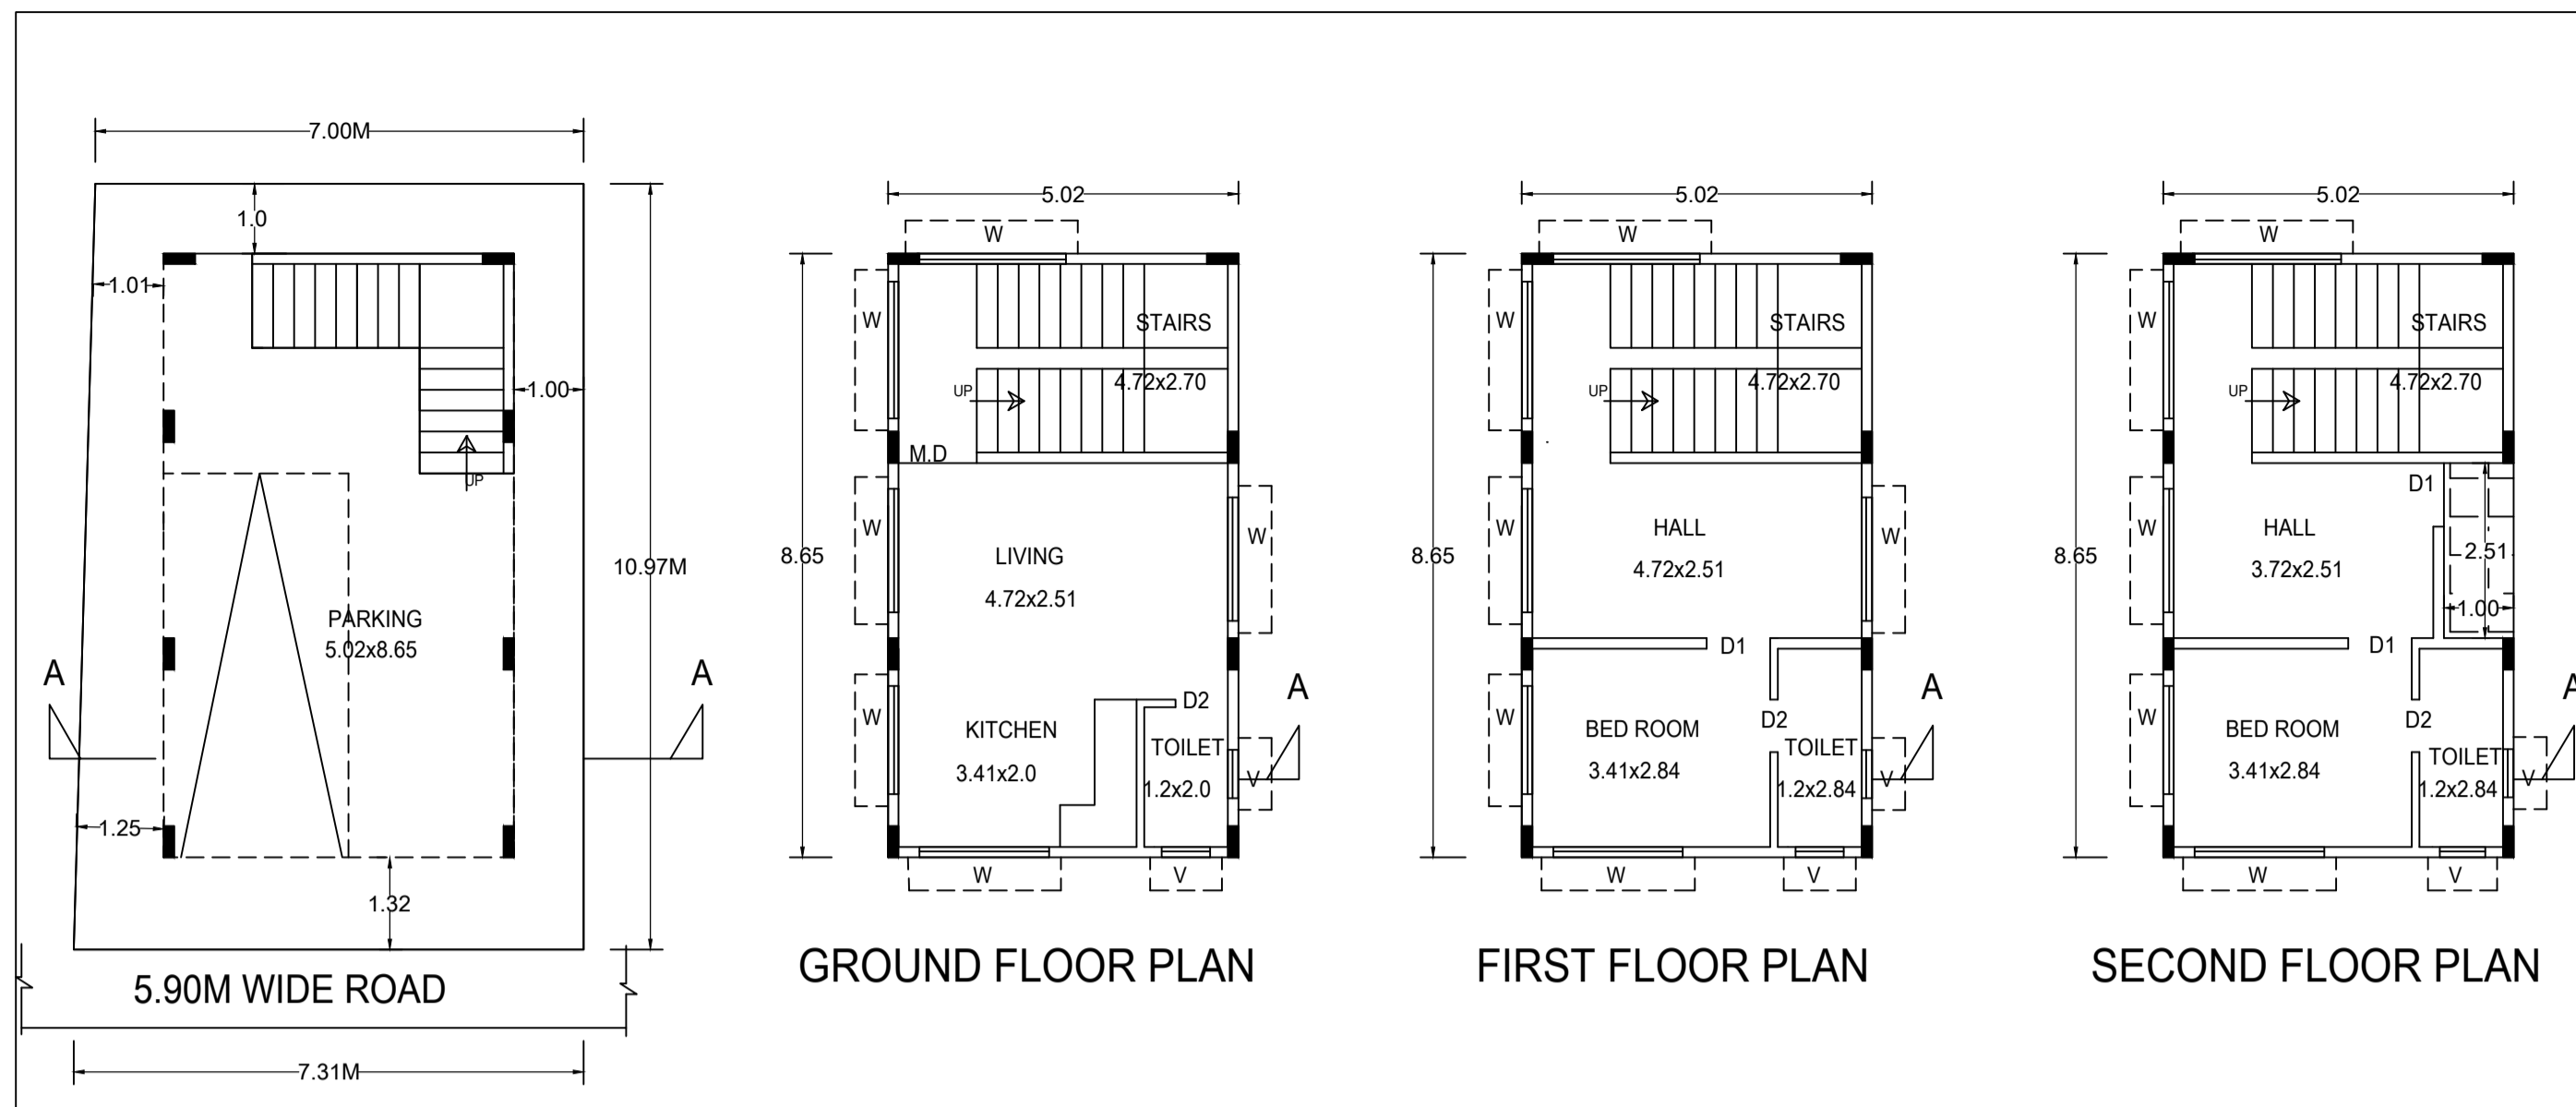 7.00M
1.0
1.01
1.00
10.97M
PARKING
5.02x8.65
UP
A
A
1.25
1.32
5.90M WIDE ROAD
7.31M
5.02
W
W
STAIRS
4.72x2.70
UP
M.D
8.65
W
LIVING
4.72x2.51
W
W
KITCHEN
3.41x2.0
D2
TOILET
1.2x2.0
A
V
W
V
GROUND FLOOR PLAN
5.02
W
W
STAIRS
4.72x2.70
UP
8.65
W
HALL
4.72x2.51
W
D1
W
BED ROOM
3.41x2.84
D2
TOILET
1.2x2.84
A
V
W
V
FIRST FLOOR PLAN
5.02
W
W
STAIRS
4.72x2.70
UP
D1
8.65
W
HALL
3.72x2.51
2.51
1.00
D1
W
BED ROOM
3.41x2.84
D2
TOILET
1.2x2.84
A
V
W
V
SECOND FLOOR PLAN